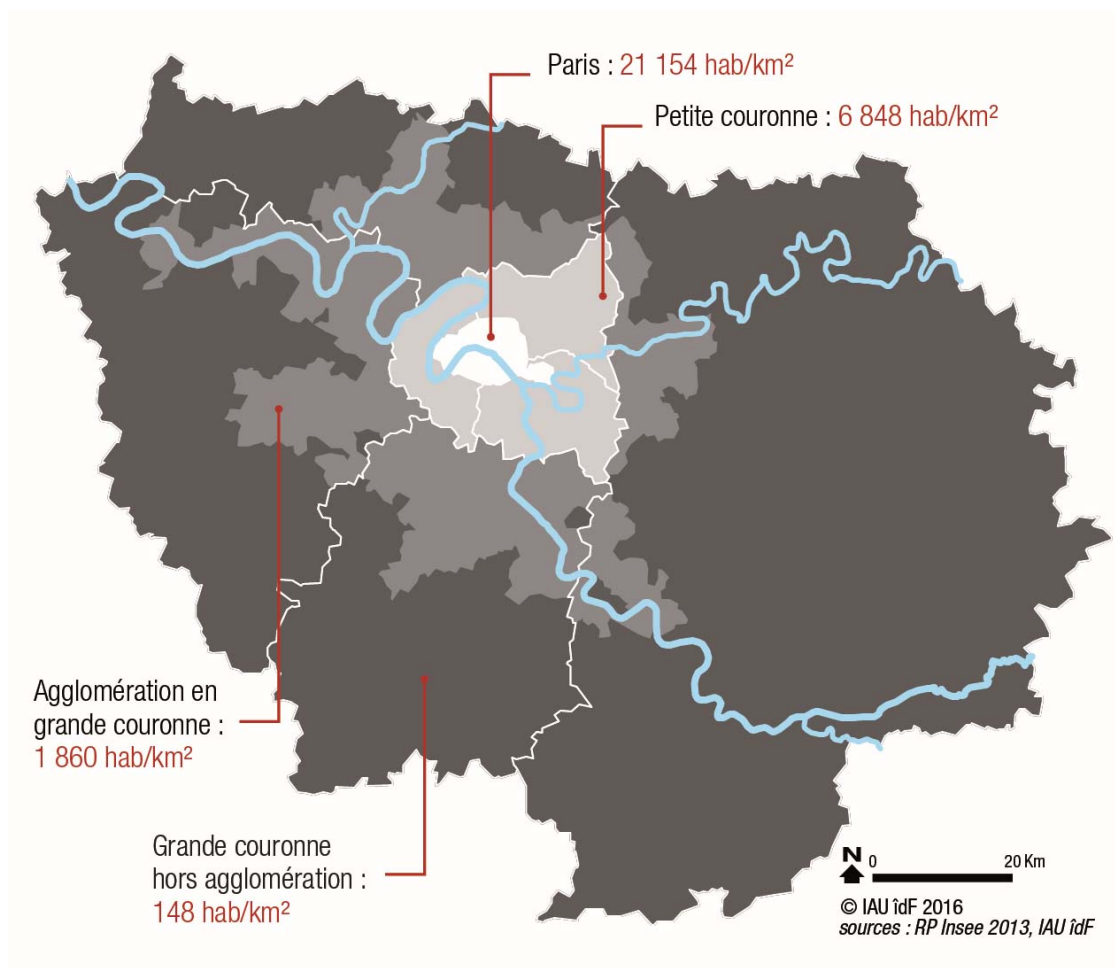 Paris : 21 154 hab/km²
Petite couronne : 6 848 hab/km²
Agglomération en
grande couronne :
1 860 hab/km²
Grande couronne
hors agglomération :
148 hab/km²
N 0 20 Km
© IAU îdF 2016
sources : RP Insee 2013, IAU îdF